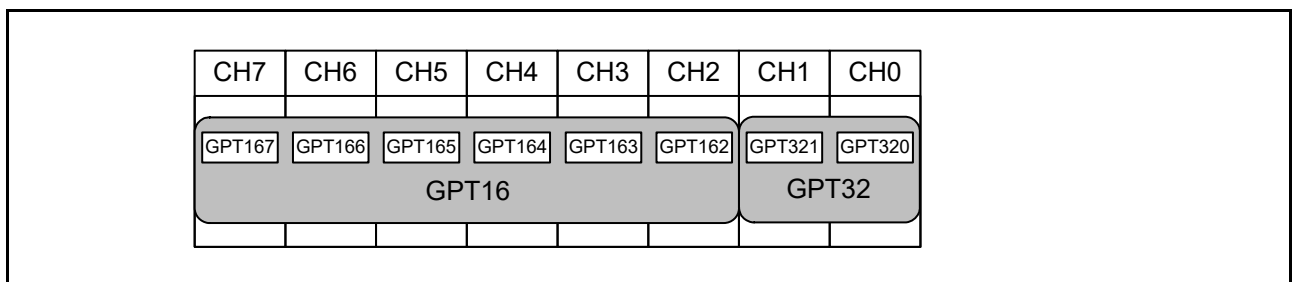 CH7 CH6 CH5 CH4 CH3 CH2 CH1 CH0
GPT167 GPT166 GPT165 GPT164 GPT163 GPT162 GPT321 GPT320
GPT16 GPT32